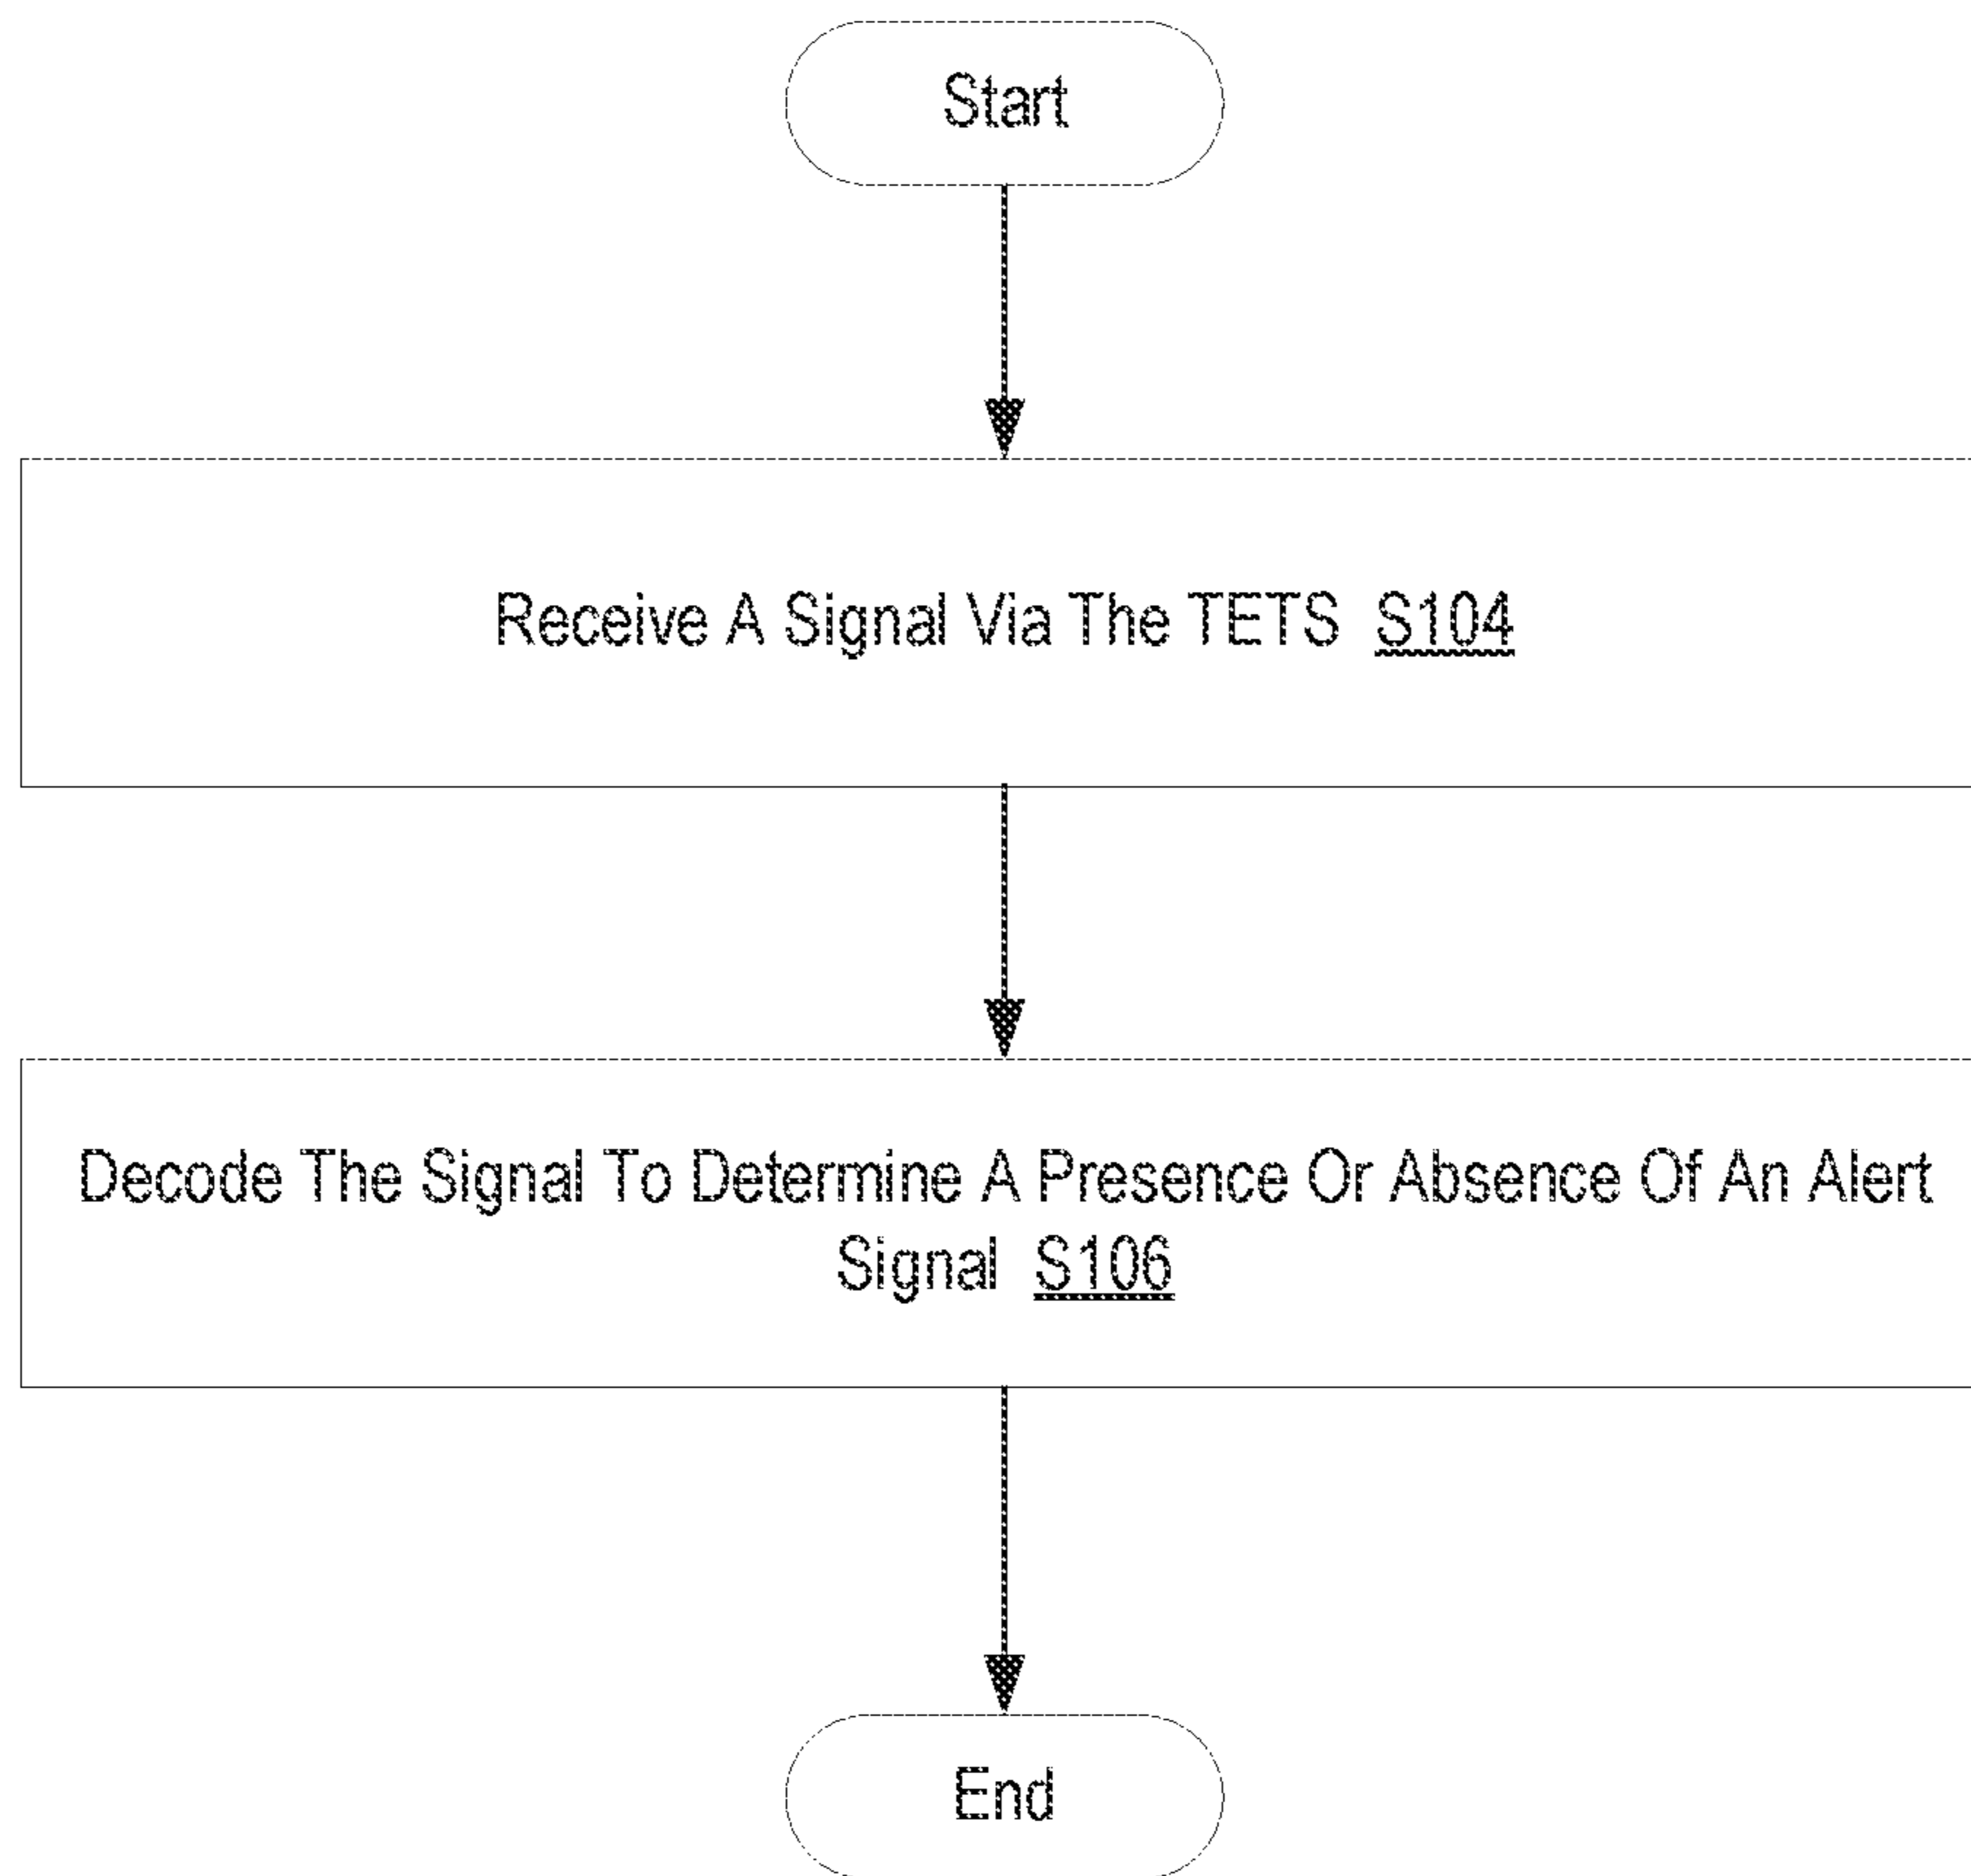 Start
Receive A Signal Via The TETS S104
Decode The Signal To Determine A Presence Or Absence Of An Alert
Signal S106
End